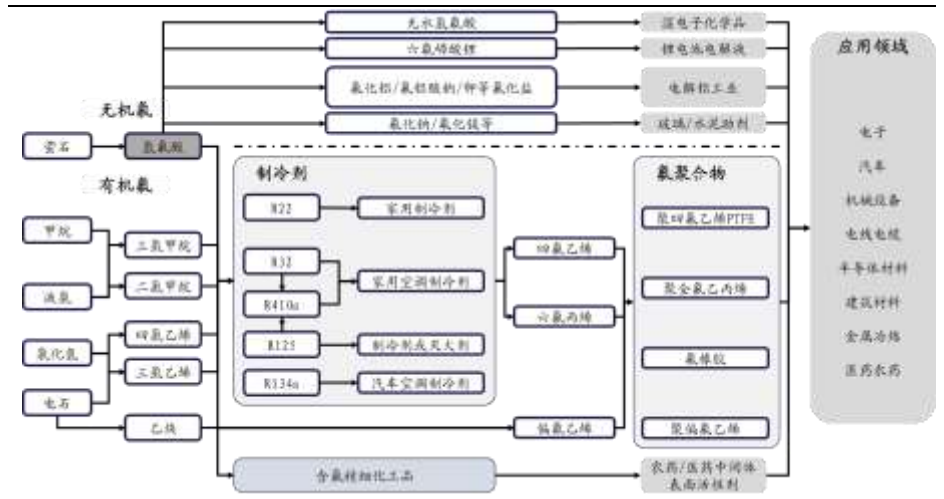 无水氢氟酸
湿电子化学品
六氟磷酸锂
锂电池电解液
应用领域
氟化铝/氟铝酸钠/钾等氟化盐
电解铝工业
无机氟
氟化钠/氟化镁等
玻璃/水泥助剂
萤石
氢氟酸
电子
有机氟
制冷剂
氟聚合物
汽车
R22
家用制冷剂
机械设备
甲烷
三氯甲烷
聚四氟乙烯PTFE
电线电缆
R32
四氟乙烯
液氯
二氯甲烷
家用空调制冷剂
半导体材料
R410a
聚全氟乙丙烯
六氟丙烯
建筑材料
四氯乙烯
氯化氢
R125
制冷剂或灭火剂
氟橡胶
金属冶炼
三氯乙烯
R134a
汽车空调制冷剂
医药农药
电石
乙炔
偏氟乙烯
聚偏氟乙烯
含氟精细化工品
农药/医药中间体
表面活性剂